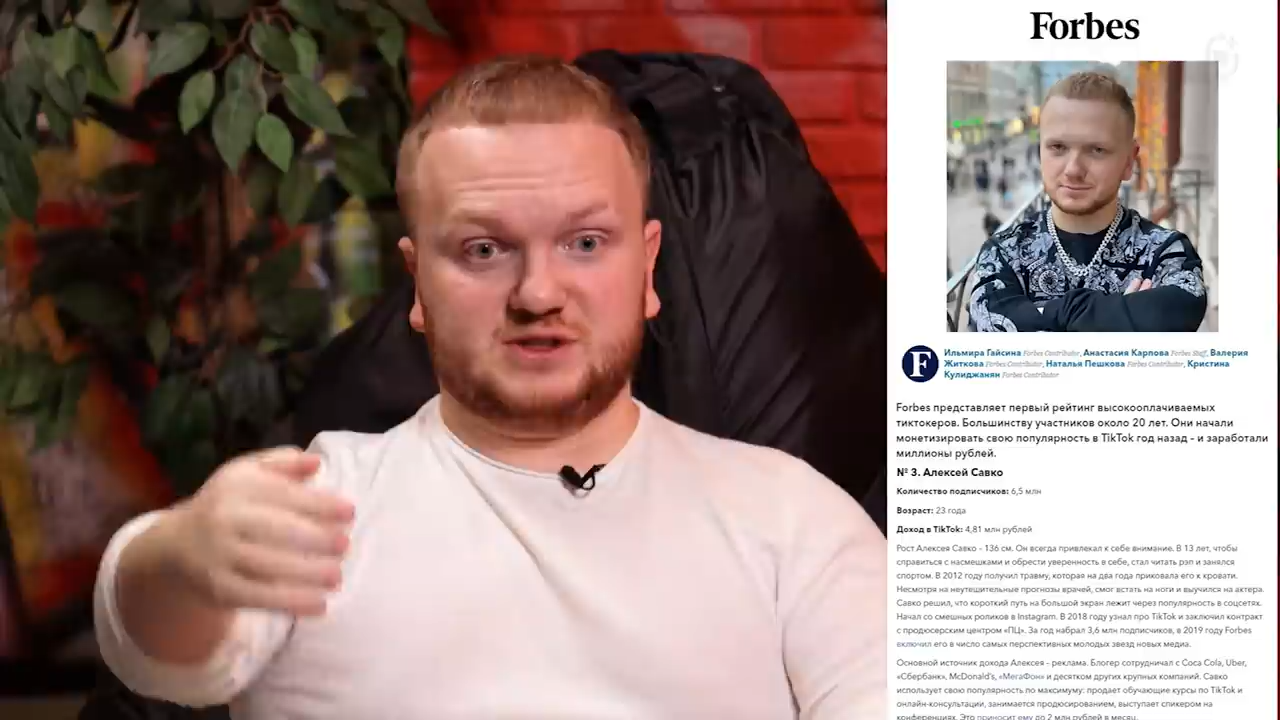 Forbes
F
Ильмира Гайсина Forbes Contributor, Анастасия Карпова Forbes Staff, Валерия
Житкова Forbes Contributor, Наталья Пешкова Forbes Contributor, Кристина
Кулиджанян Forbes Contributor
Forbes представляет первый рейтинг высокооплачиваемых
тиктокеров. Большинству участников около 20 лет. Они начали
монетизировать свою популярность в TikTok год назад - и заработали
миллионы рублей.
№ 3. Алексей Савко
Количество подписчиков: 6,5 млн
Возраст: 23 года
Доход в TikTok: 4,81 млн рублей
Рост Алексея Савко - 136 см. Он всегда привлекал к себе внимание. В 13 лет, чтобы
справиться с насмешками и обрести уверенность в себе, стал читать рэп и занялся
спортом. В 2012 году получил травму, которая на два года приковала его к кровати.
Несмотря на неутешительные прогнозы врачей, смог встать на ноги и выучился на актера.
Савко решил, что короткий путь на большой экран лежит через популярность в соцсетях.
Начал со смешных роликов в Instagram. В 2018 году узнал про TikTok и заключил контракт
с продюсерским центром «ПЦ». За год набрал 3,6 млн подписчиков, в 2019 году Forbes
включил его в число самых перспективных молодых звезд новых медиа.
Основной источник дохода Алексея - реклама. Блогер сотрудничал с Coca Cola, Uber,
«Сбербанк», McDonald's, «МегаФон» и десятком других крупных компаний. Савко
использует свою популярность по максимуму: продает обучающие курсы по TikTok и
онлайн-консультации, занимается продюсированием, выступает спикером на
конференциях. Это приносит ему до 2 млн рублей в месяц.